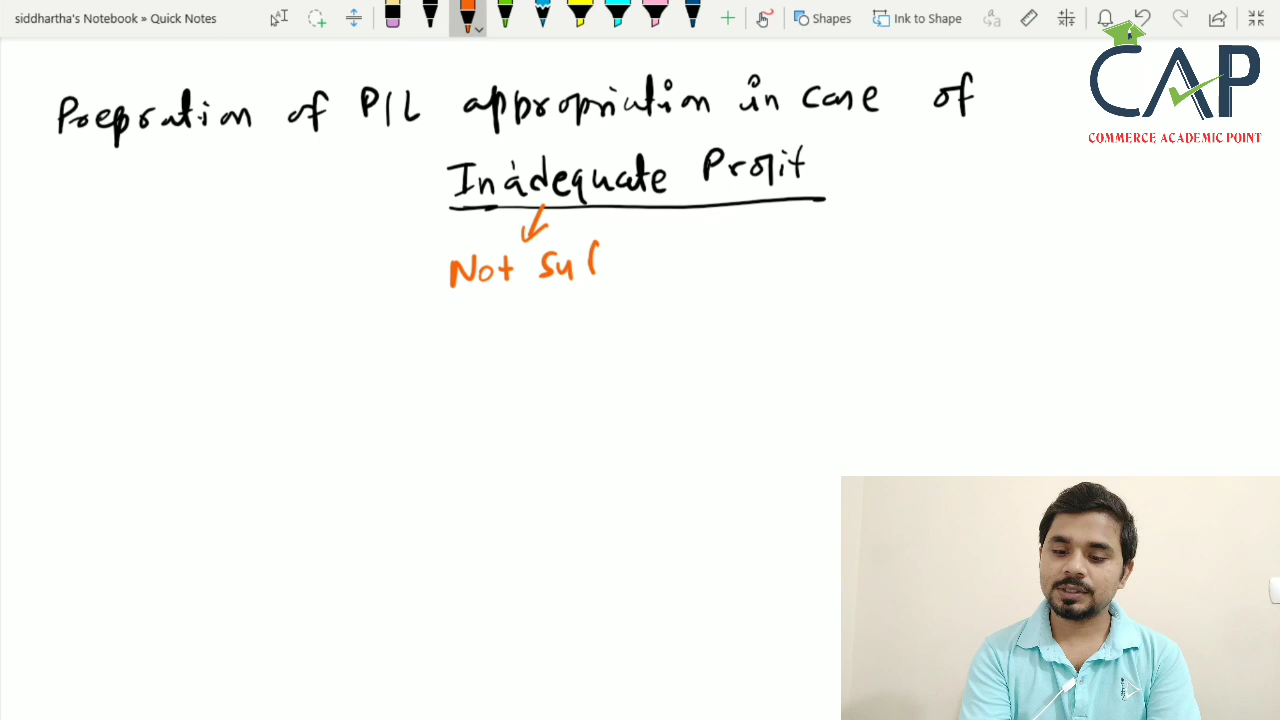 siddhartha's Notebook » Quick Notes
Shapes
Ink to Shape
CAP
COMMERCE ACADEMIC POINT
Prepration of P/L appropriation in case of
Inadequate Profit
Not Suf